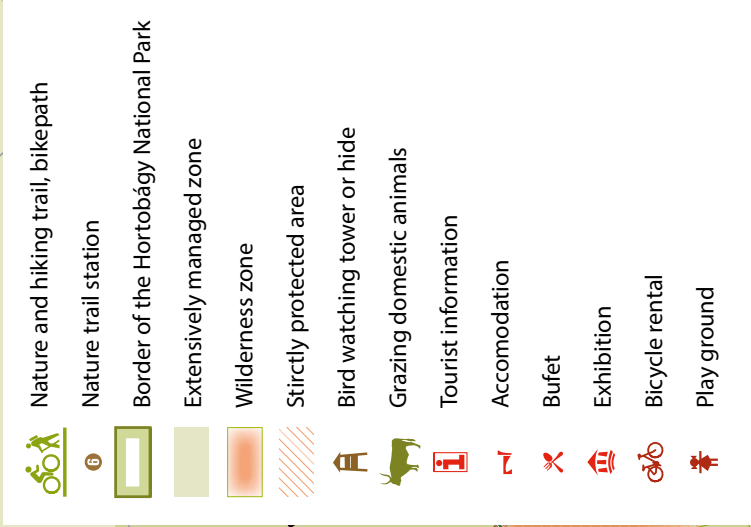 Nature and hiking trail, bikepath
6 Nature trail station
Border of the Hortobágy National Park
Extensively managed zone
Wilderness zone
Stirctly protected area
Bird watching tower or hide
Grazing domestic animals
i Tourist information
Accomodation
Bufet
Exhibition
Bicycle rental
Play ground